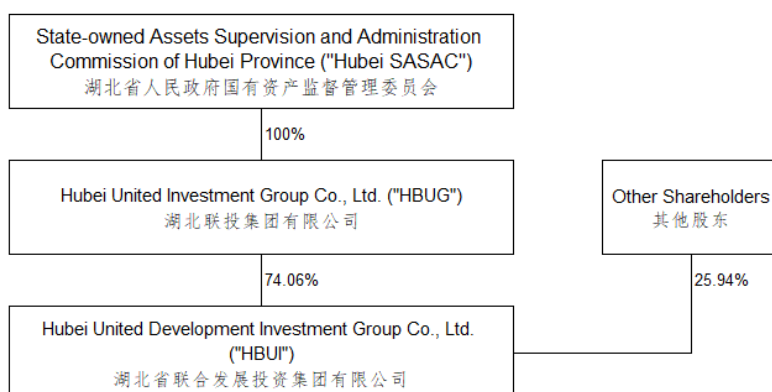 State-owned Assets Supervision and Administration
Commission of Hubei Province ("Hubei SASAC")
湖北省人民政府国有资产监督管理委员会
100%
Hubei United Investment Group Co., Ltd. ("HBUG")
湖北联投集团有限公司
Other Shareholders
其他股东
74.06%
25.94%
Hubei United Development Investment Group Co., Ltd.
("HBUI")
湖北省联合发展投资集团有限公司